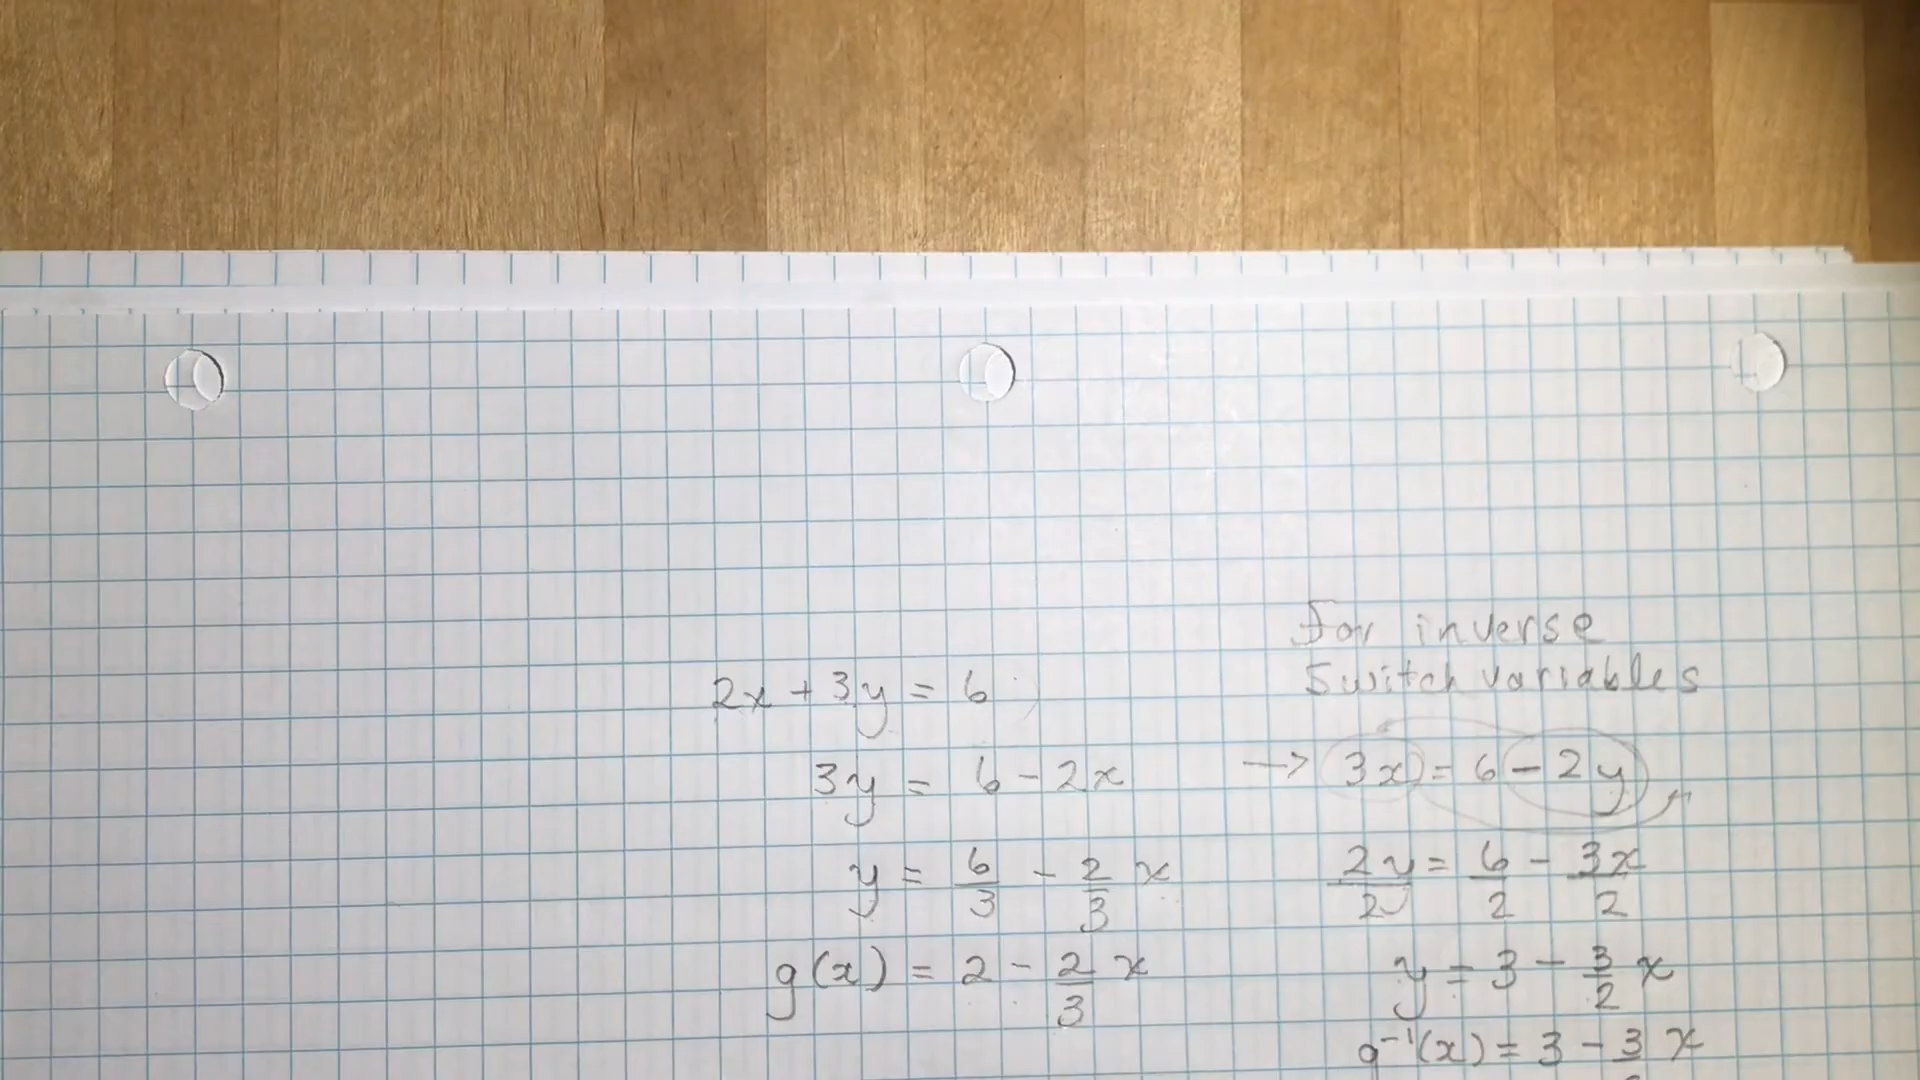 2x + 3y = 6
3y = 6 - 2x
y = 6/3 - 2/3 x
g(x) = 2 - 2/3 x
For inverse
Switch variables
→ 3x = 6 - 2y
2y/2 = 6/2 - 3x/2
y = 3 - 3/2 x
g⁻¹(x) = 3 - 3 x